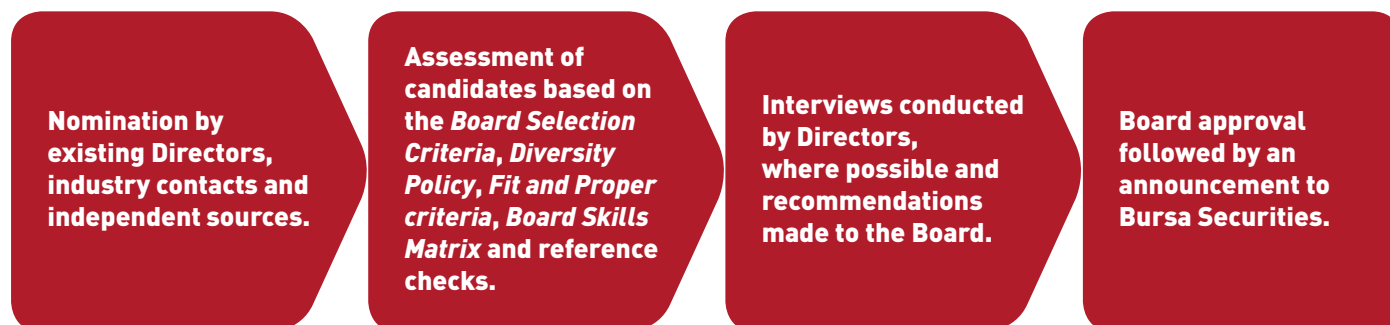 Nomination by
existing Directors,
industry contacts and
independent sources.
Assessment of
candidates based on
the Board Selection
Criteria, Diversity
Policy, Fit and Proper
criteria, Board Skills
Matrix and reference
checks.
Interviews conducted
by Directors,
where possible and
recommendations
made to the Board.
Board approval
followed by an
announcement to
Bursa Securities.